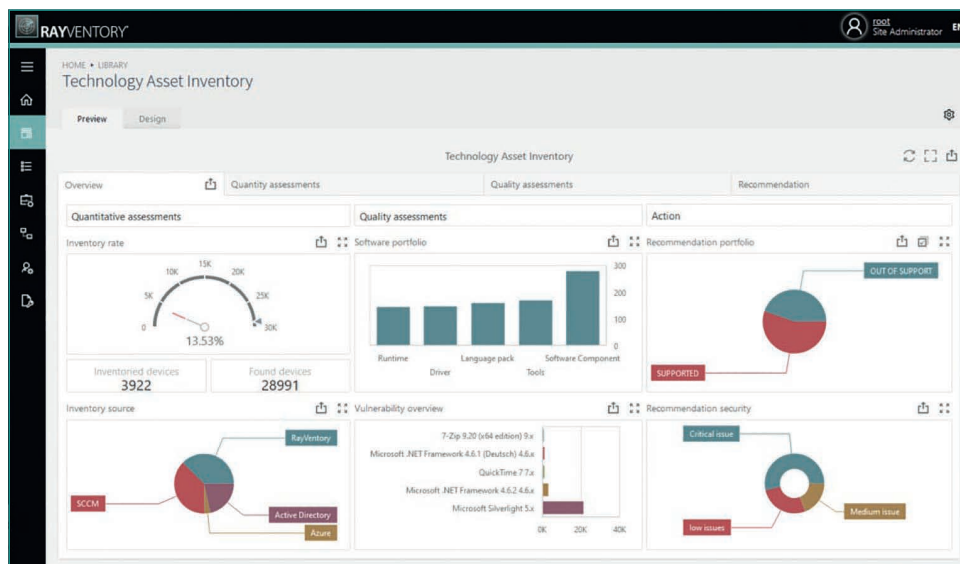 RAYVENTORY
root
Site Administrator
EN
HOME • LIBRARY
Technology Asset Inventory
Preview
Design
Technology Asset Inventory
Overview
Quantity assessments
Quality assessments
Recommendation
Quantitative assessments
Quality assessments
Action
Inventory rate
Software portfolio
Recommendation portfolio
0
5K
10K
15K
20K
25K
30K
13.53%
Inventoried devices
3922
Found devices
28991
300
200
100
0
Runtime
Driver
Language pack
Tools
Software Component
OUT OF SUPPORT
SUPPORTED
Inventory source
Vulnerability overview
Recommendation security
RayVentory
SCCM
Active Directory
Azure
7-Zip 9.20 (x64 edition) 9.x
Microsoft .NET Framework 4.6.1 (Deutsch) 4.6.x
QuickTime 7 7.x
Microsoft .NET Framework 4.6.2 4.6.x
Microsoft Silverlight 5.x
0K
20K
40K
Critical issue
Medium issue
low issues